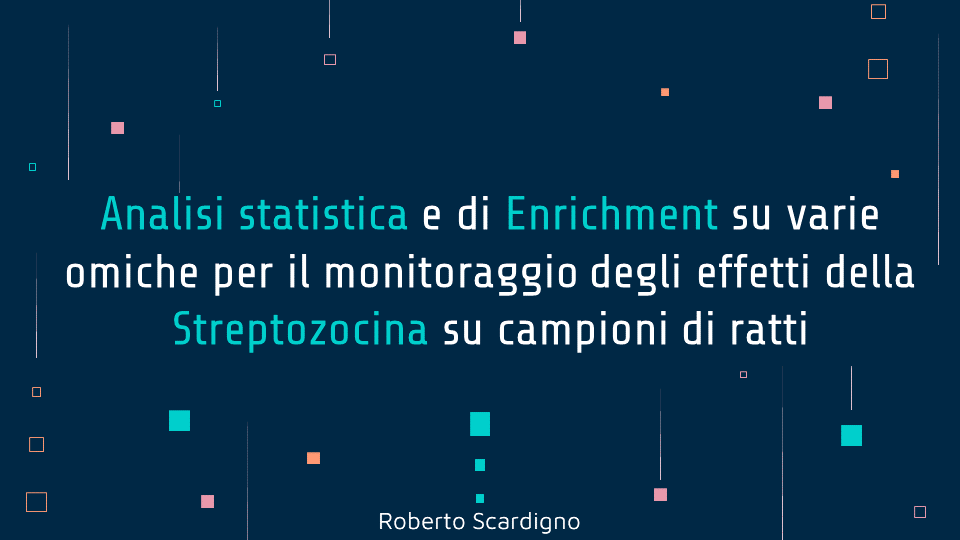 Analisi statistica e di Enrichment su varie
omiche per il monitoraggio degli effetti della
Streptozocina su campioni di ratti
Roberto Scardigno